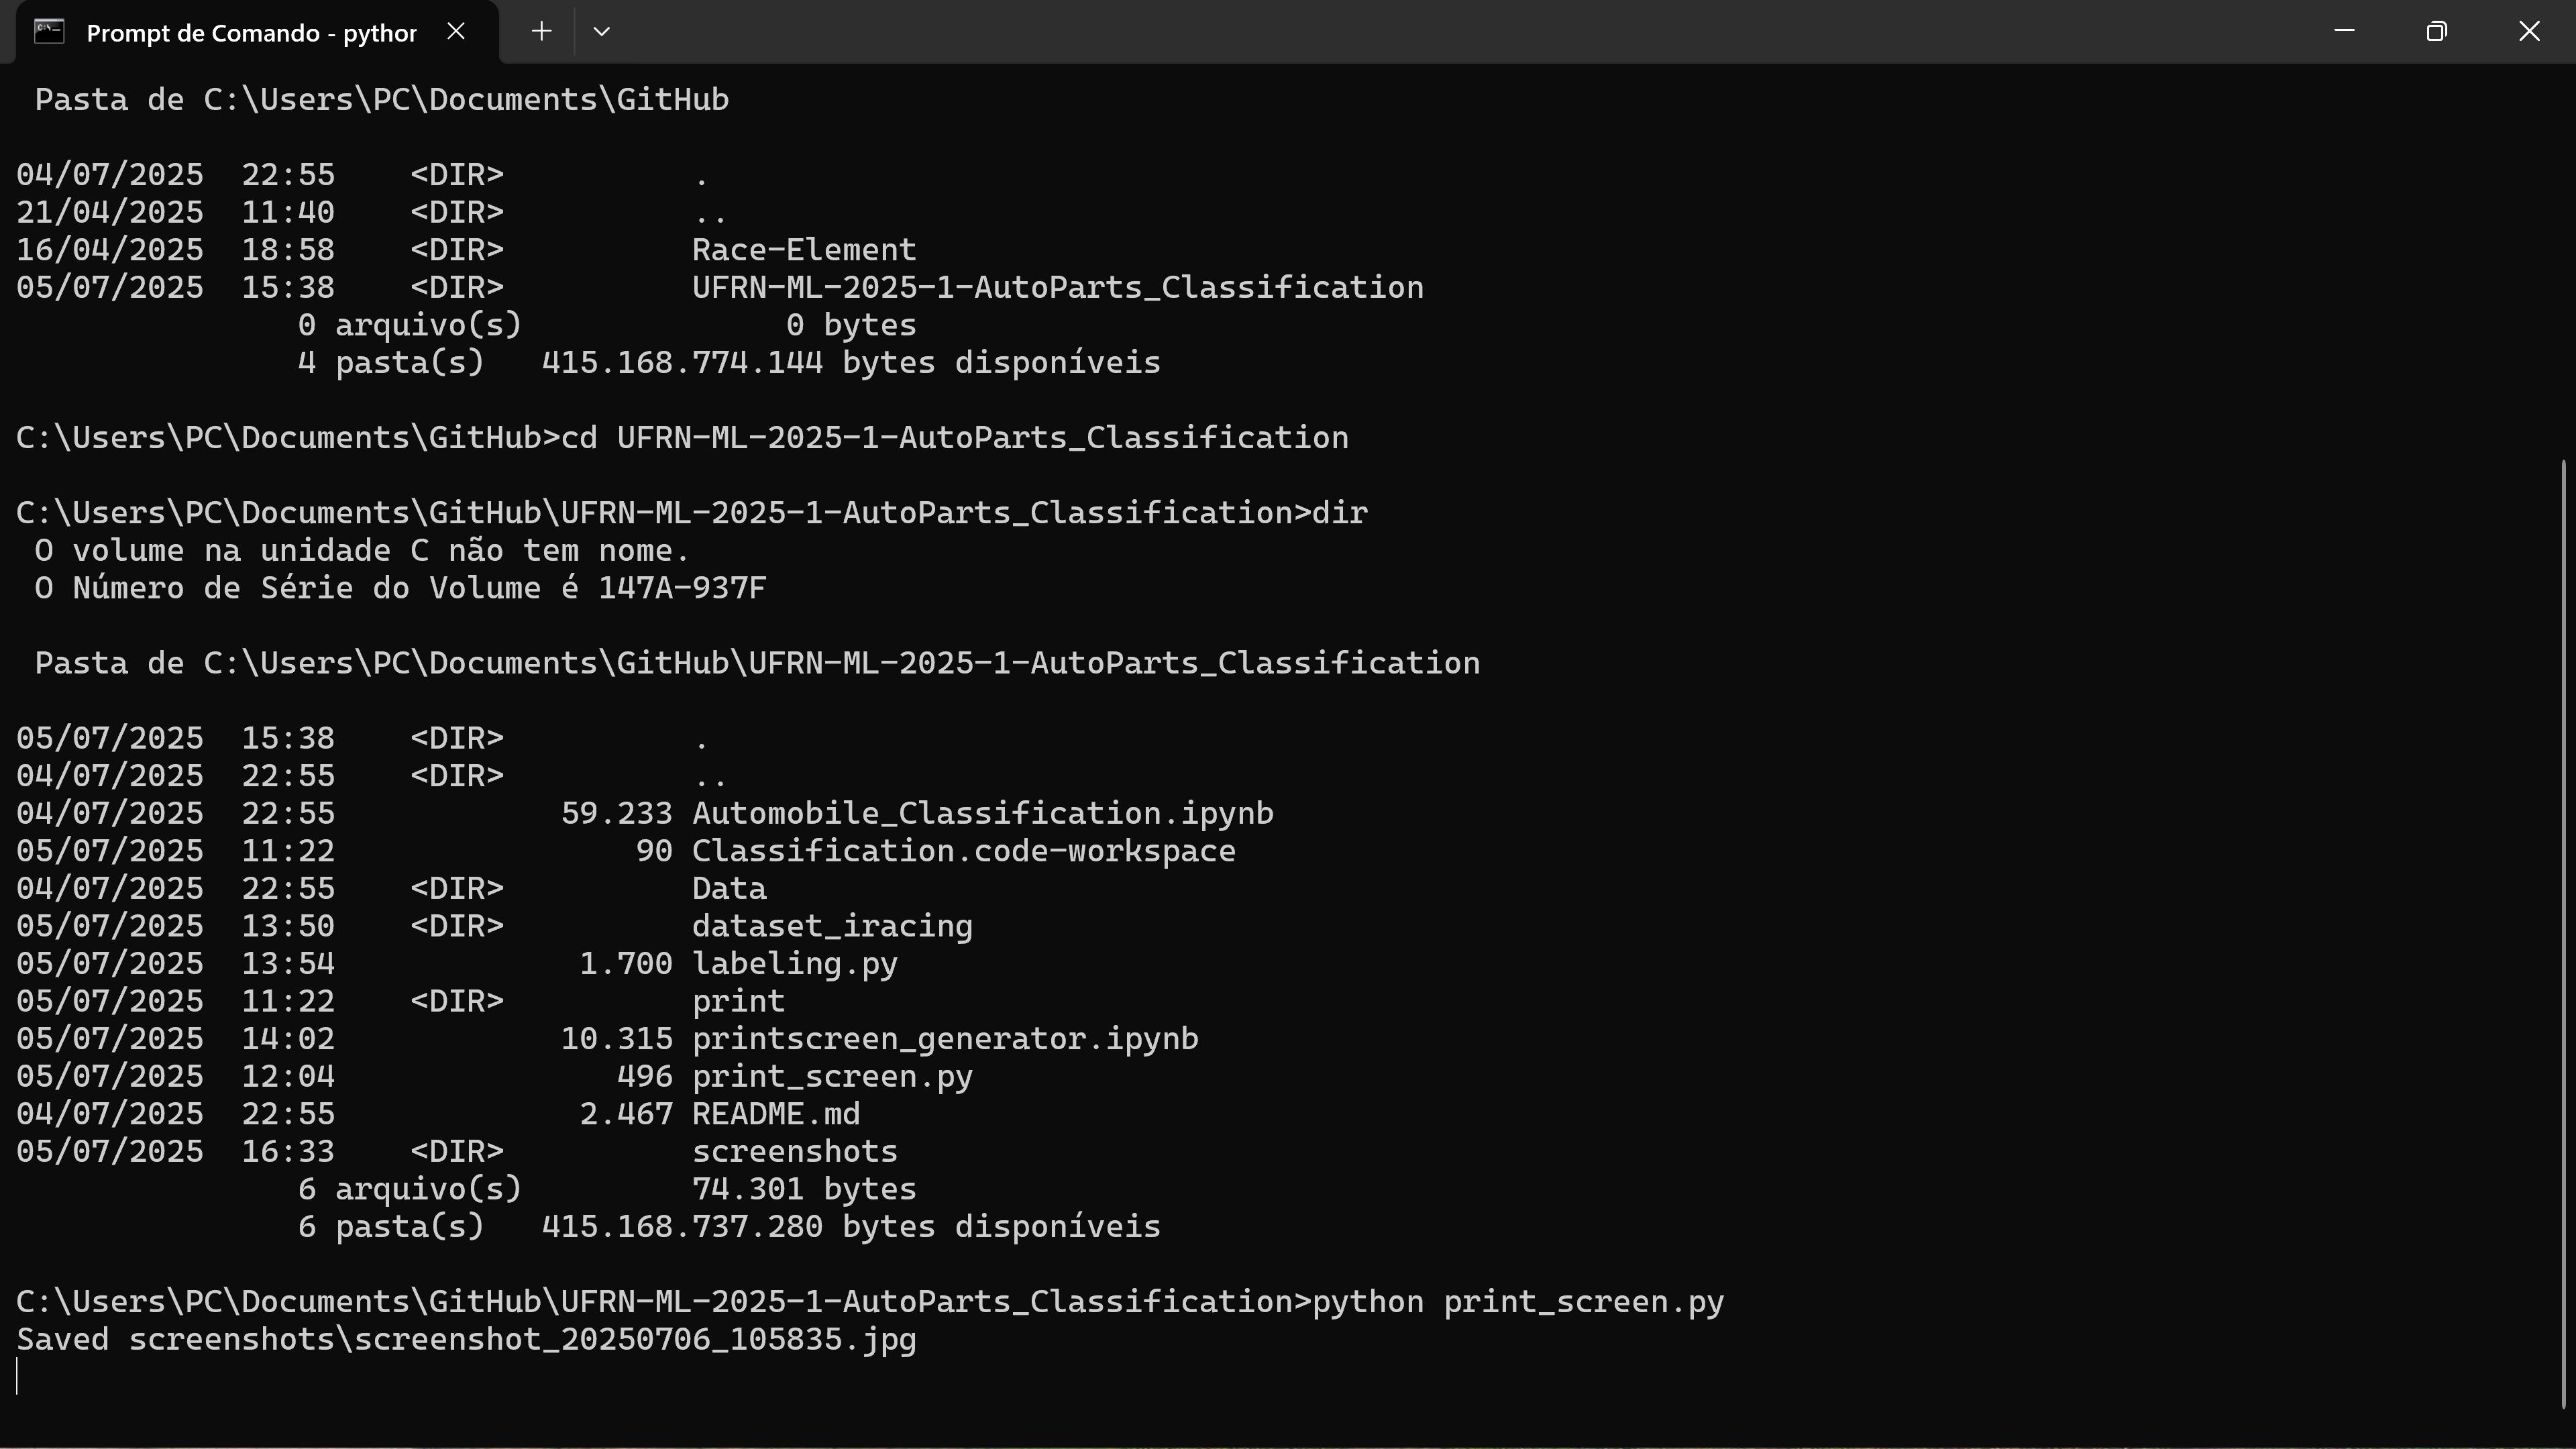 Prompt de Comando - python
Pasta de C:\Users\PC\Documents\GitHub
04/07/2025  22:55    <DIR>          .
21/04/2025  11:40    <DIR>          ..
16/04/2025  18:58    <DIR>          Race-Element
05/07/2025  15:38    <DIR>          UFRN-ML-2025-1-AutoParts_Classification
               0 arquivo(s)              0 bytes
               4 pasta(s)   415.168.774.144 bytes disponíveis
C:\Users\PC\Documents\GitHub>cd UFRN-ML-2025-1-AutoParts_Classification
C:\Users\PC\Documents\GitHub\UFRN-ML-2025-1-AutoParts_Classification>dir
 O volume na unidade C não tem nome.
 O Número de Série do Volume é 147A-937F
 Pasta de C:\Users\PC\Documents\GitHub\UFRN-ML-2025-1-AutoParts_Classification
05/07/2025  15:38    <DIR>          .
04/07/2025  22:55    <DIR>          ..
04/07/2025  22:55            59.233 Automobile_Classification.ipynb
05/07/2025  11:22                90 Classification.code-workspace
04/07/2025  22:55    <DIR>          Data
05/07/2025  13:50    <DIR>          dataset_iracing
05/07/2025  13:54             1.700 labeling.py
05/07/2025  11:22    <DIR>          print
05/07/2025  14:02            10.315 printscreen_generator.ipynb
05/07/2025  12:04               496 print_screen.py
04/07/2025  22:55             2.467 README.md
05/07/2025  16:33    <DIR>          screenshots
               6 arquivo(s)         74.301 bytes
               6 pasta(s)   415.168.737.280 bytes disponíveis
C:\Users\PC\Documents\GitHub\UFRN-ML-2025-1-AutoParts_Classification>python print_screen.py
Saved screenshots\screenshot_20250706_105835.jpg